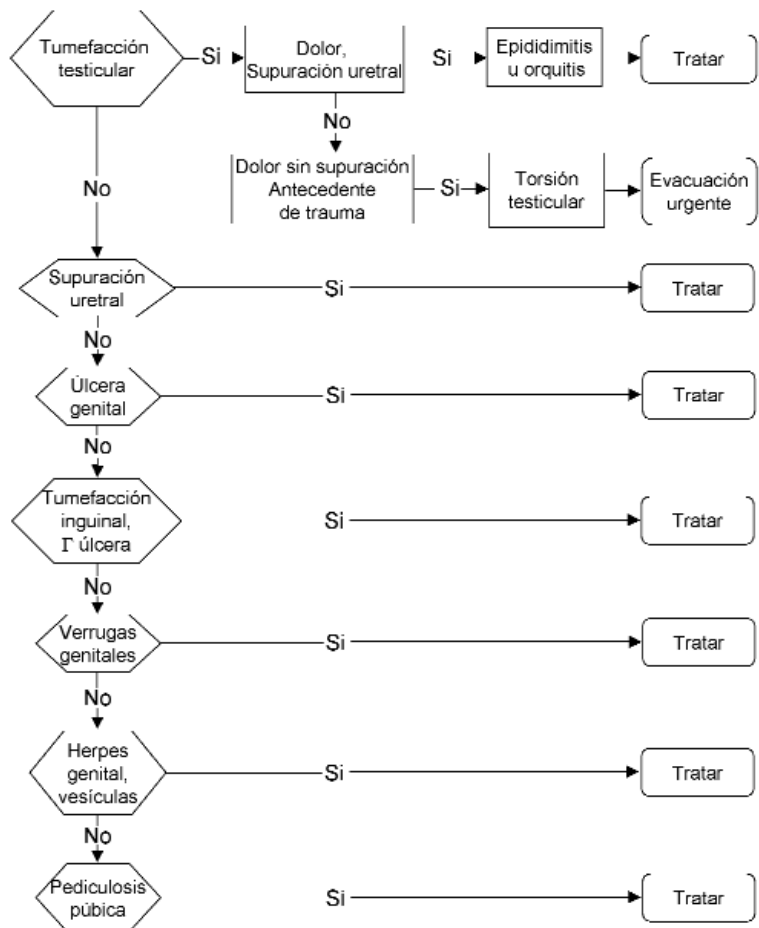 Tumefacción
testicular
Si
Dolor,
Supuración uretral
Si
Epididimitis
u orquitis
Tratar
No
No
Dolor sin supuración
Antecedente
de trauma
Si
Torsión
testicular
Evacuación
urgente
Supuración
uretral
Si
Tratar
No
Úlcera
genital
Si
Tratar
No
Tumefacción
inguinal,
Γ úlcera
Si
Tratar
No
Verrugas
genitales
Si
Tratar
No
Herpes
genital,
vesículas
Si
Tratar
No
Pediculosis
púbica
Si
Tratar